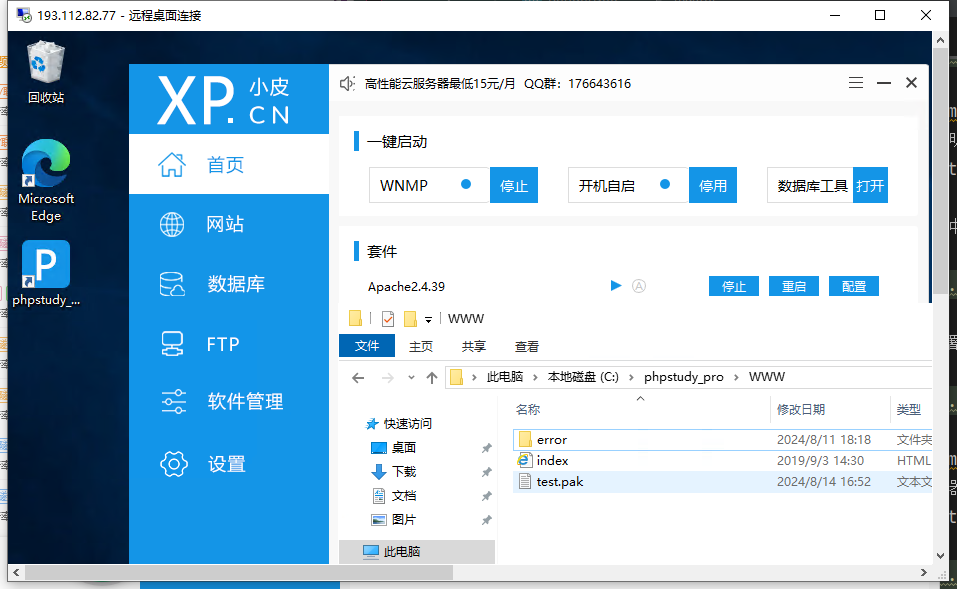 193.112.82.77 - 远程桌面连接
回收站
Microsoft
Edge
phpstudy_...
XP.小皮
CN
高性能云服务器最低15元/月 QQ群：176643616
首页
网站
数据库
FTP
软件管理
设置
一键启动
WNMP 停止 开机自启 停用 数据库工具 打开
套件
Apache2.4.39 停止 重启 配置
WWW
文件 主页 共享 查看
此电脑 › 本地磁盘 (C:) › phpstudy_pro › WWW
快速访问
桌面
下载
文档
图片
此电脑
名称 修改日期 类型
error 2024/8/11 18:18 文件夹
index 2019/9/3 14:30 HTML
test.pak 2024/8/14 16:52 文本文